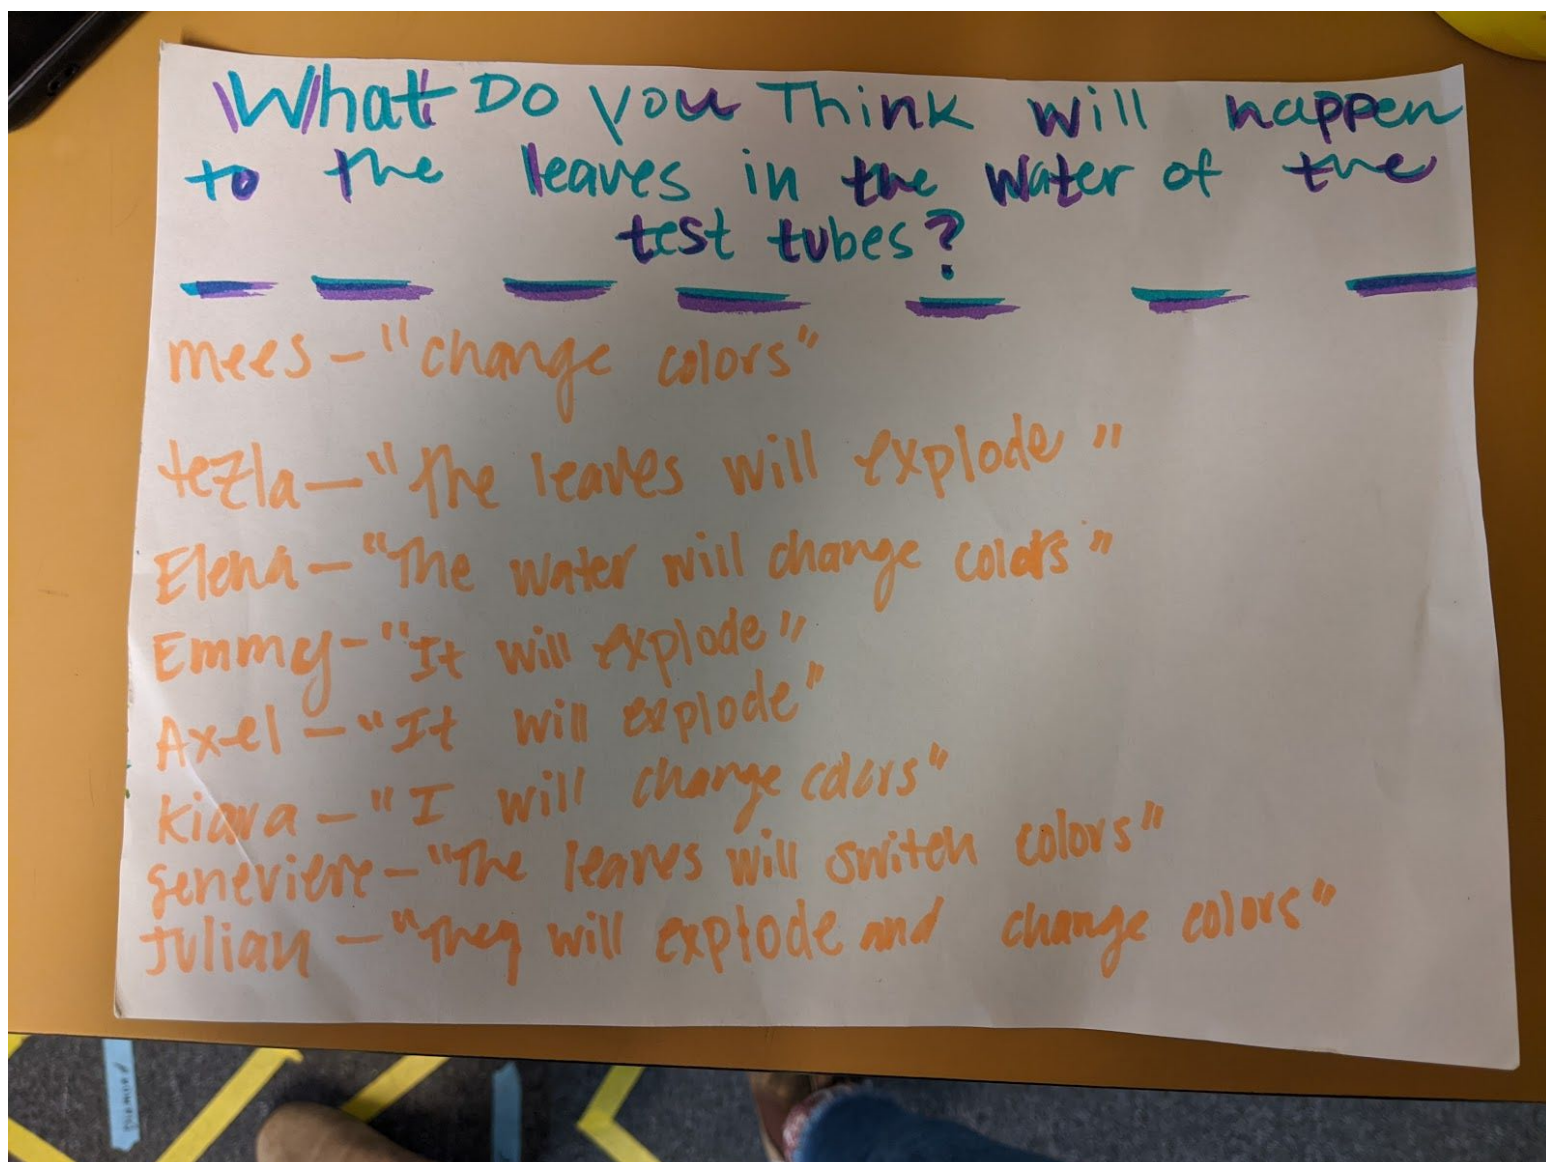 What Do you Think will happen
to the leaves in the water of the
test tubes?
mees - "change colors"
tezla - "The leaves will explode"
Elena - "The water will change colors"
Emmy - "It will explode"
Axel - "It will explode"
kiara - "I will change colors"
genevieve - "The leaves will switch colors"
Julian - "They will explode and change colors"